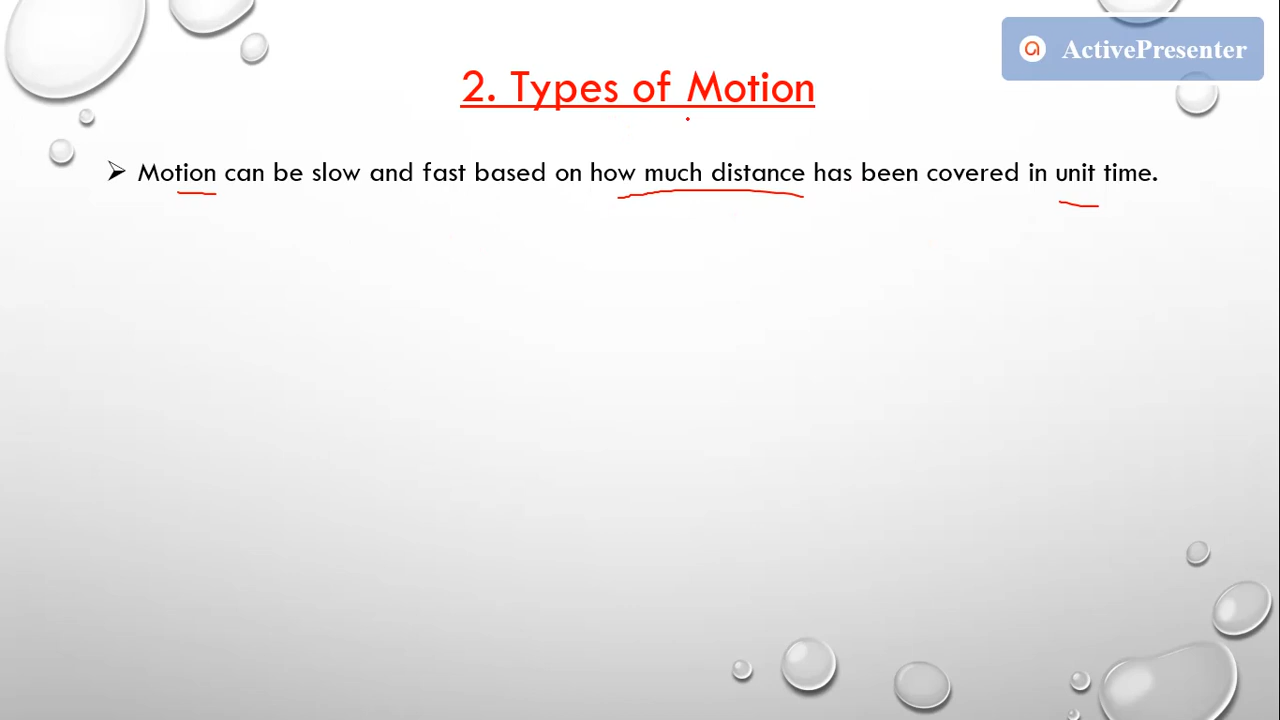 ActivePresenter
2. Types of Motion
➢ Motion can be slow and fast based on how much distance has been covered in unit time.